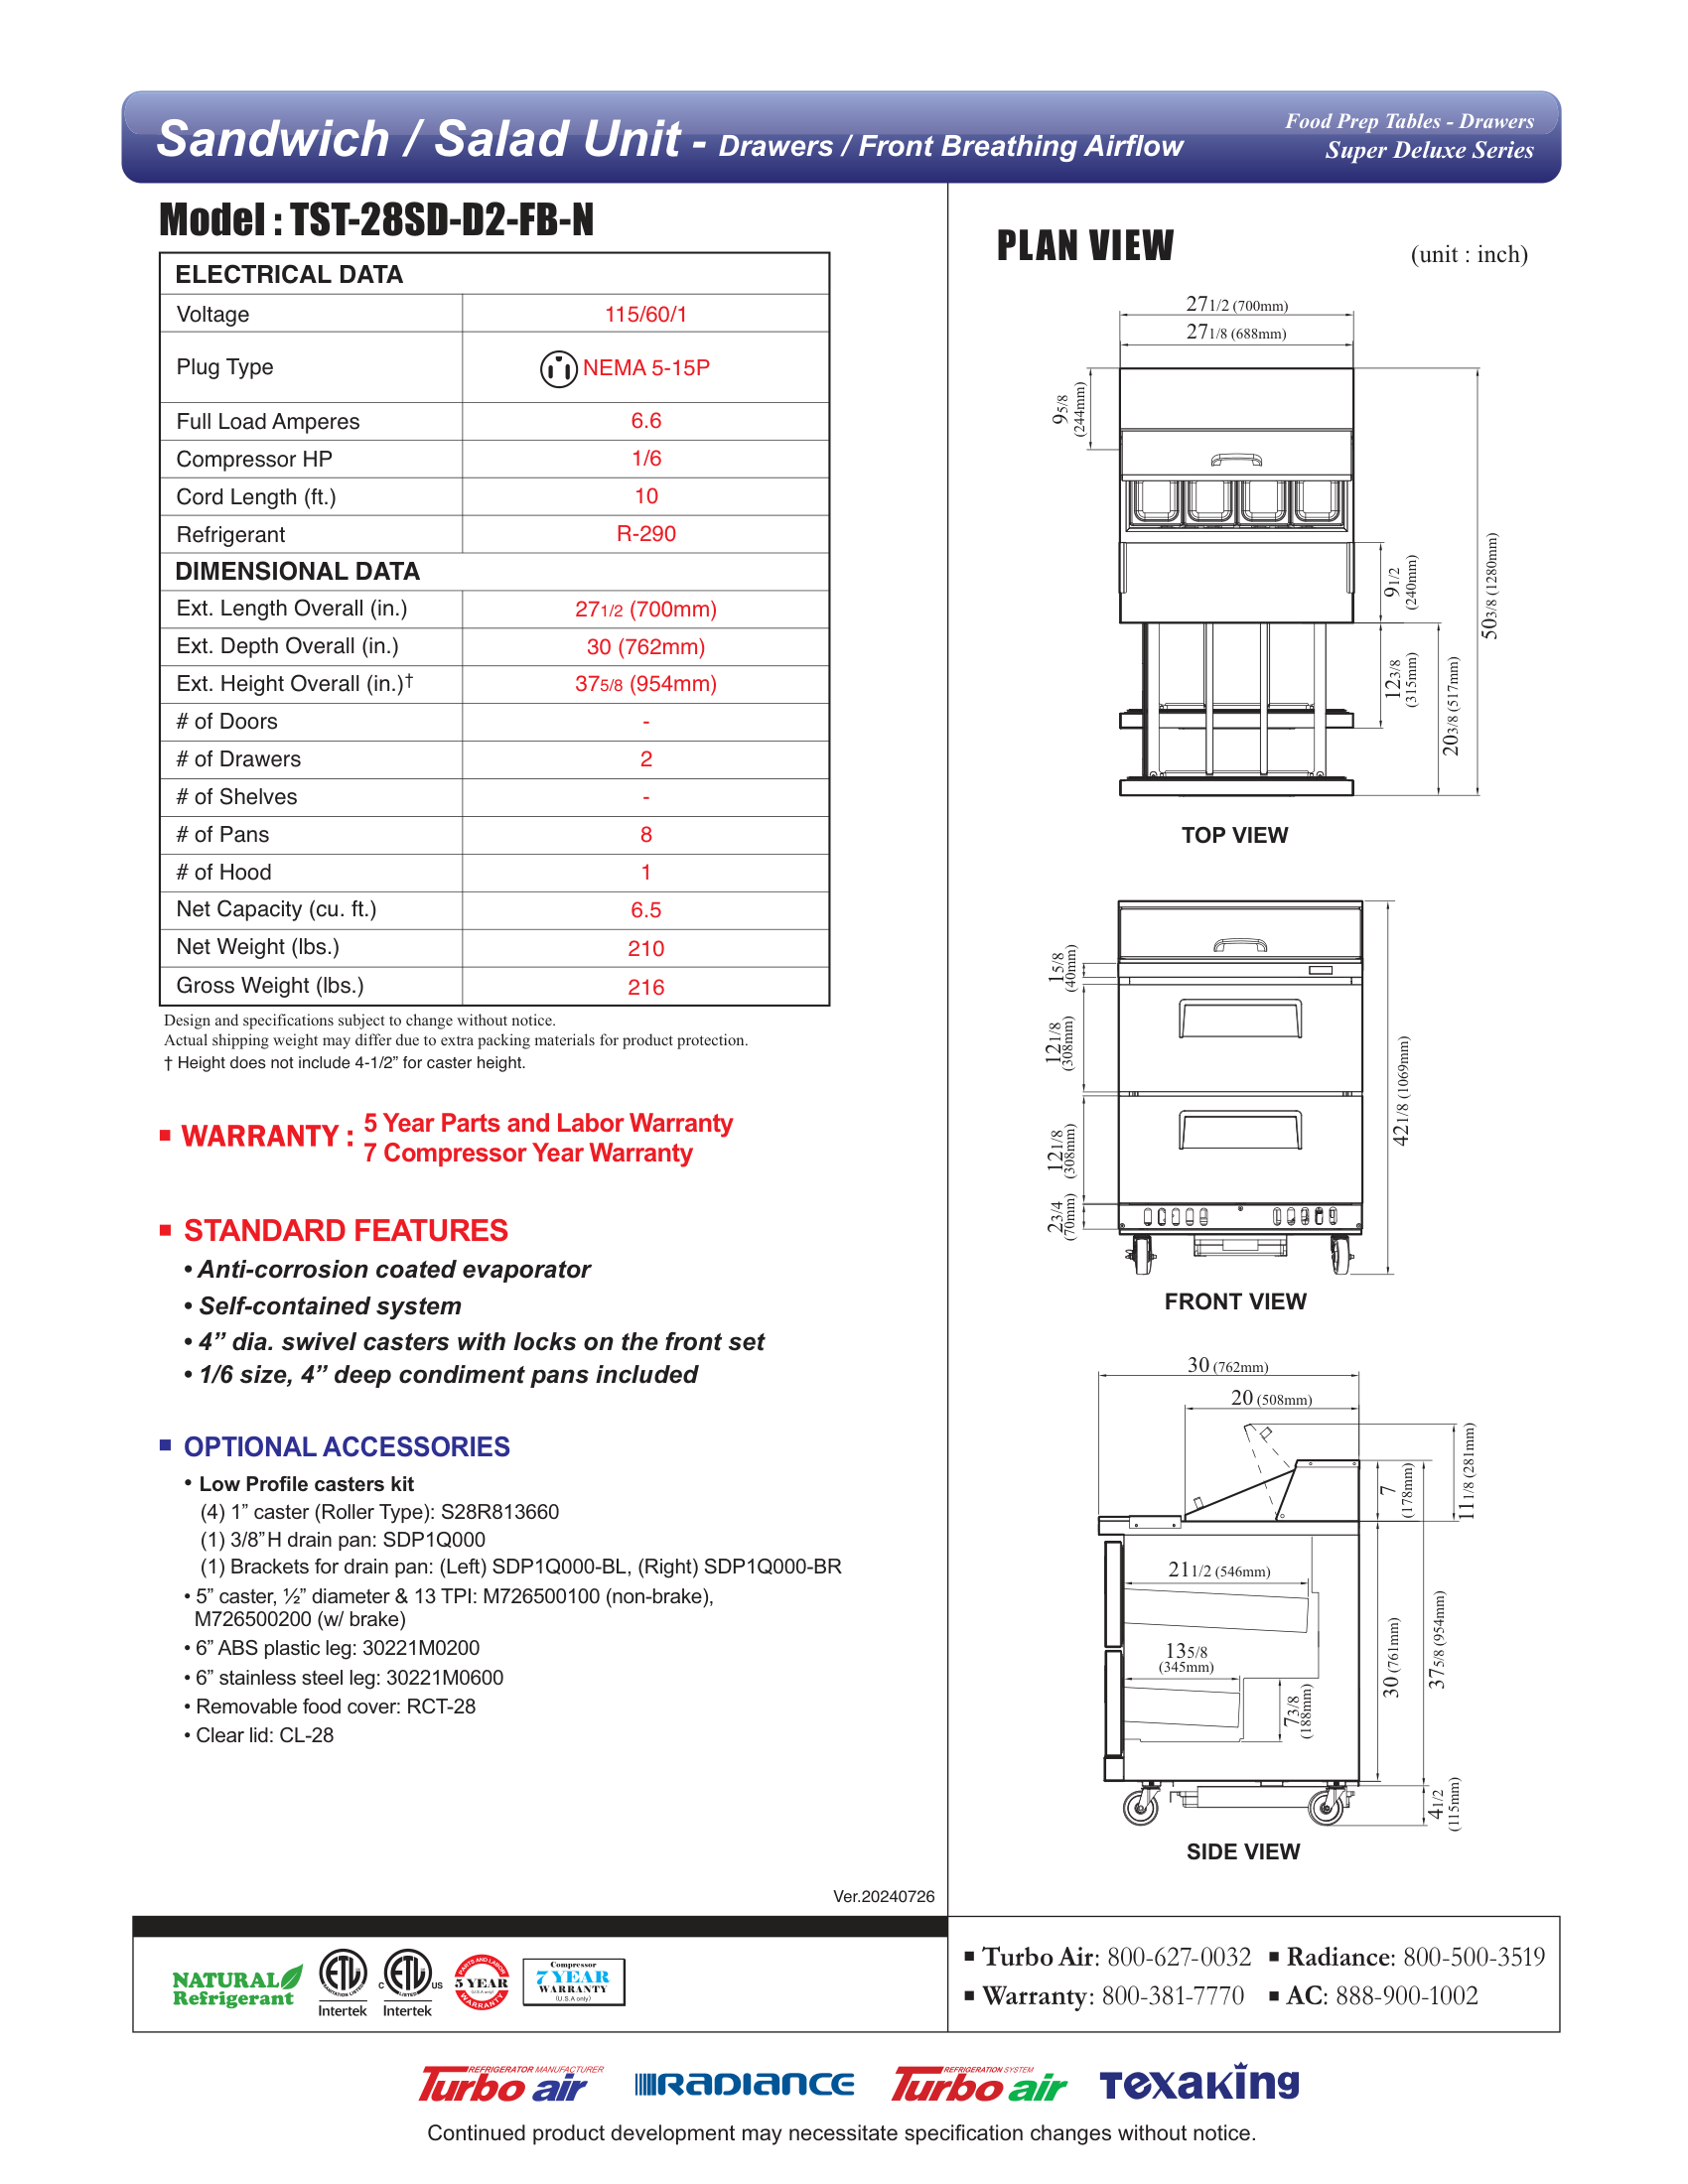 Sandwich / Salad Unit - Drawers / Front Breathing Airflow
Food Prep Tables - Drawers
Super Deluxe Series
Model : TST-28SD-D2-FB-N
ELECTRICAL DATA
Voltage 115/60/1
Plug Type NEMA 5-15P
Full Load Amperes 6.6
Compressor HP 1/6
Cord Length (ft.) 10
Refrigerant R-290
DIMENSIONAL DATA
Ext. Length Overall (in.) 27 1/2 (700mm)
Ext. Depth Overall (in.) 30 (762mm)
Ext. Height Overall (in.)† 37 5/8 (954mm)
# of Doors -
# of Drawers 2
# of Shelves -
# of Pans 8
# of Hood 1
Net Capacity (cu. ft.) 6.5
Net Weight (lbs.) 210
Gross Weight (lbs.) 216
Design and specifications subject to change without notice.
Actual shipping weight may differ due to extra packing materials for product protection.
† Height does not include 4-1/2” for caster height.
■ WARRANTY : 5 Year Parts and Labor Warranty
7 Compressor Year Warranty
■ STANDARD FEATURES
• Anti-corrosion coated evaporator
• Self-contained system
• 4” dia. swivel casters with locks on the front set
• 1/6 size, 4” deep condiment pans included
■ OPTIONAL ACCESSORIES
• Low Profile casters kit
(4) 1” caster (Roller Type): S28R813660
(1) 3/8”H drain pan: SDP1Q000
(1) Brackets for drain pan: (Left) SDP1Q000-BL, (Right) SDP1Q000-BR
• 5” caster, ½” diameter & 13 TPI: M726500100 (non-brake),
M726500200 (w/ brake)
• 6” ABS plastic leg: 30221M0200
• 6” stainless steel leg: 30221M0600
• Removable food cover: RCT-28
• Clear lid: CL-28
Ver.20240726
PLAN VIEW
(unit : inch)
27 1/2 (700mm)
27 1/8 (688mm)
9 5/8
(244mm)
9 1/2
(240mm)
12 3/8
(315mm)
20 3/8 (517mm)
50 3/8 (1280mm)
TOP VIEW
1 5/8
(40mm)
12 1/8
(308mm)
12 1/8
(308mm)
2 3/4
(70mm)
42 1/8 (1069mm)
FRONT VIEW
30 (762mm)
20 (508mm)
7
(178mm)
11 1/8 (281mm)
21 1/2 (546mm)
13 5/8
(345mm)
7 3/8
(188mm)
30 (761mm)
37 5/8 (954mm)
4 1/2
(115mm)
SIDE VIEW
NATURAL
Refrigerant
ETL
SANITATION LISTED
Intertek
C ETL US
LISTED
Intertek
PARTS AND LABOR
5 YEAR
(U.S.A only)
WARRANTY
Compressor
7 YEAR
WARRANTY
(U.S.A only)
■ Turbo Air: 800-627-0032 ■ Radiance: 800-500-3519
■ Warranty: 800-381-7770 ■ AC: 888-900-1002
REFRIGERATOR MANUFACTURER
Turbo air
RADIANCE
REFRIGERATION SYSTEM
Turbo air
Texaking
Continued product development may necessitate specification changes without notice.